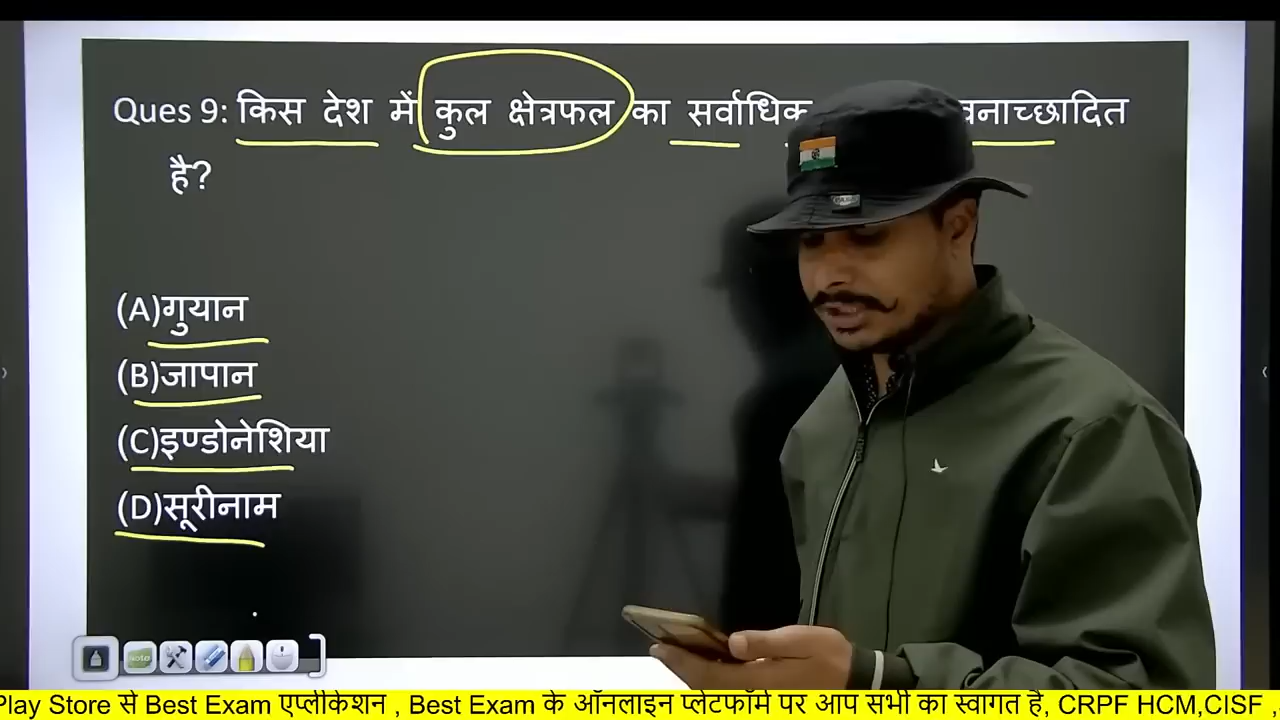 Ques 9: किस देश में कुल क्षेत्रफल का सर्वाधिक वनाच्छादित
है?
(A)गुयान
(B)जापान
(C)इण्डोनेशिया
(D)सूरीनाम
Play Store से Best Exam एप्लीकेशन , Best Exam के ऑनलाइन प्लेटफॉर्म पर आप सभी का स्वागत है, CRPF HCM,CISF ,